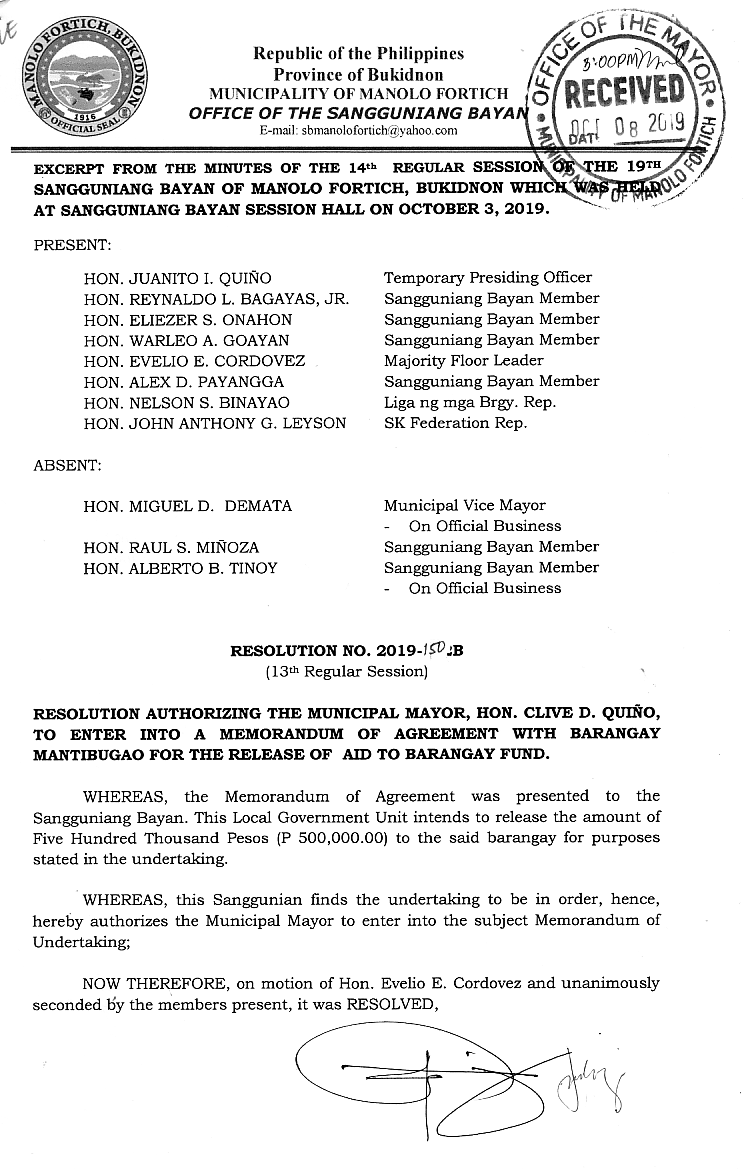 MANOLO FORTICH, BUKIDNON
1916
OFFICIAL SEAL
Republic of the Philippines
Province of Bukidnon
MUNICIPALITY OF MANOLO FORTICH
OFFICE OF THE SANGGUNIANG BAYAN
E-mail: sbmanolofortich@yahoo.com
OFFICE OF THE MAYOR
3:00PM
RECEIVED
DATE OCT 08 2019
MUNICIPALITY OF MANOLO FORTICH
EXCERPT FROM THE MINUTES OF THE 14th REGULAR SESSION OF THE 19TH
SANGGUNIANG BAYAN OF MANOLO FORTICH, BUKIDNON WHICH WAS HELD
AT SANGGUNIANG BAYAN SESSION HALL ON OCTOBER 3, 2019.
PRESENT:
HON. JUANITO I. QUIÑO Temporary Presiding Officer
HON. REYNALDO L. BAGAYAS, JR. Sangguniang Bayan Member
HON. ELIEZER S. ONAHON Sangguniang Bayan Member
HON. WARLEO A. GOAYAN Sangguniang Bayan Member
HON. EVELIO E. CORDOVEZ Majority Floor Leader
HON. ALEX D. PAYANGGA Sangguniang Bayan Member
HON. NELSON S. BINAYAO Liga ng mga Brgy. Rep.
HON. JOHN ANTHONY G. LEYSON SK Federation Rep.
ABSENT:
HON. MIGUEL D. DEMATA Municipal Vice Mayor
- On Official Business
HON. RAUL S. MIÑOZA Sangguniang Bayan Member
HON. ALBERTO B. TINOY Sangguniang Bayan Member
- On Official Business
RESOLUTION NO. 2019-150-B
(13th Regular Session)
RESOLUTION AUTHORIZING THE MUNICIPAL MAYOR, HON. CLIVE D. QUIÑO,
TO ENTER INTO A MEMORANDUM OF AGREEMENT WITH BARANGAY
MANTIBUGAO FOR THE RELEASE OF AID TO BARANGAY FUND.
WHEREAS, the Memorandum of Agreement was presented to the
Sangguniang Bayan. This Local Government Unit intends to release the amount of
Five Hundred Thousand Pesos (P 500,000.00) to the said barangay for purposes
stated in the undertaking.
WHEREAS, this Sanggunian finds the undertaking to be in order, hence,
hereby authorizes the Municipal Mayor to enter into the subject Memorandum of
Undertaking;
NOW THEREFORE, on motion of Hon. Evelio E. Cordovez and unanimously
seconded by the members present, it was RESOLVED,